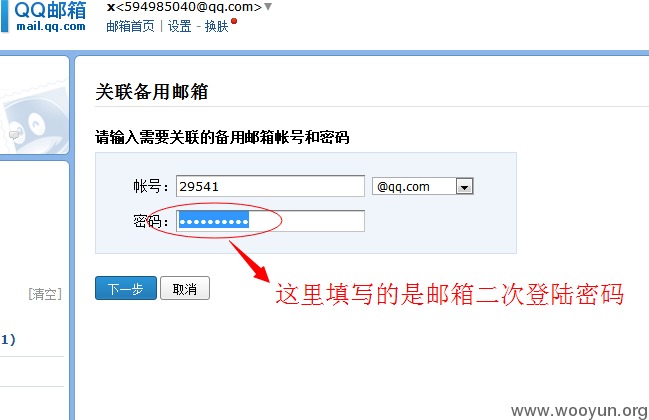 QQ邮箱
mail.qq.com
x<594985040@qq.com>
邮箱首页 | 设置 - 换肤
关联备用邮箱
请输入需要关联的备用邮箱帐号和密码
帐号：29541 @qq.com
密码：
下一步 取消
这里填写的是邮箱二次登陆密码
[清空]
1)
www.wooyun.org